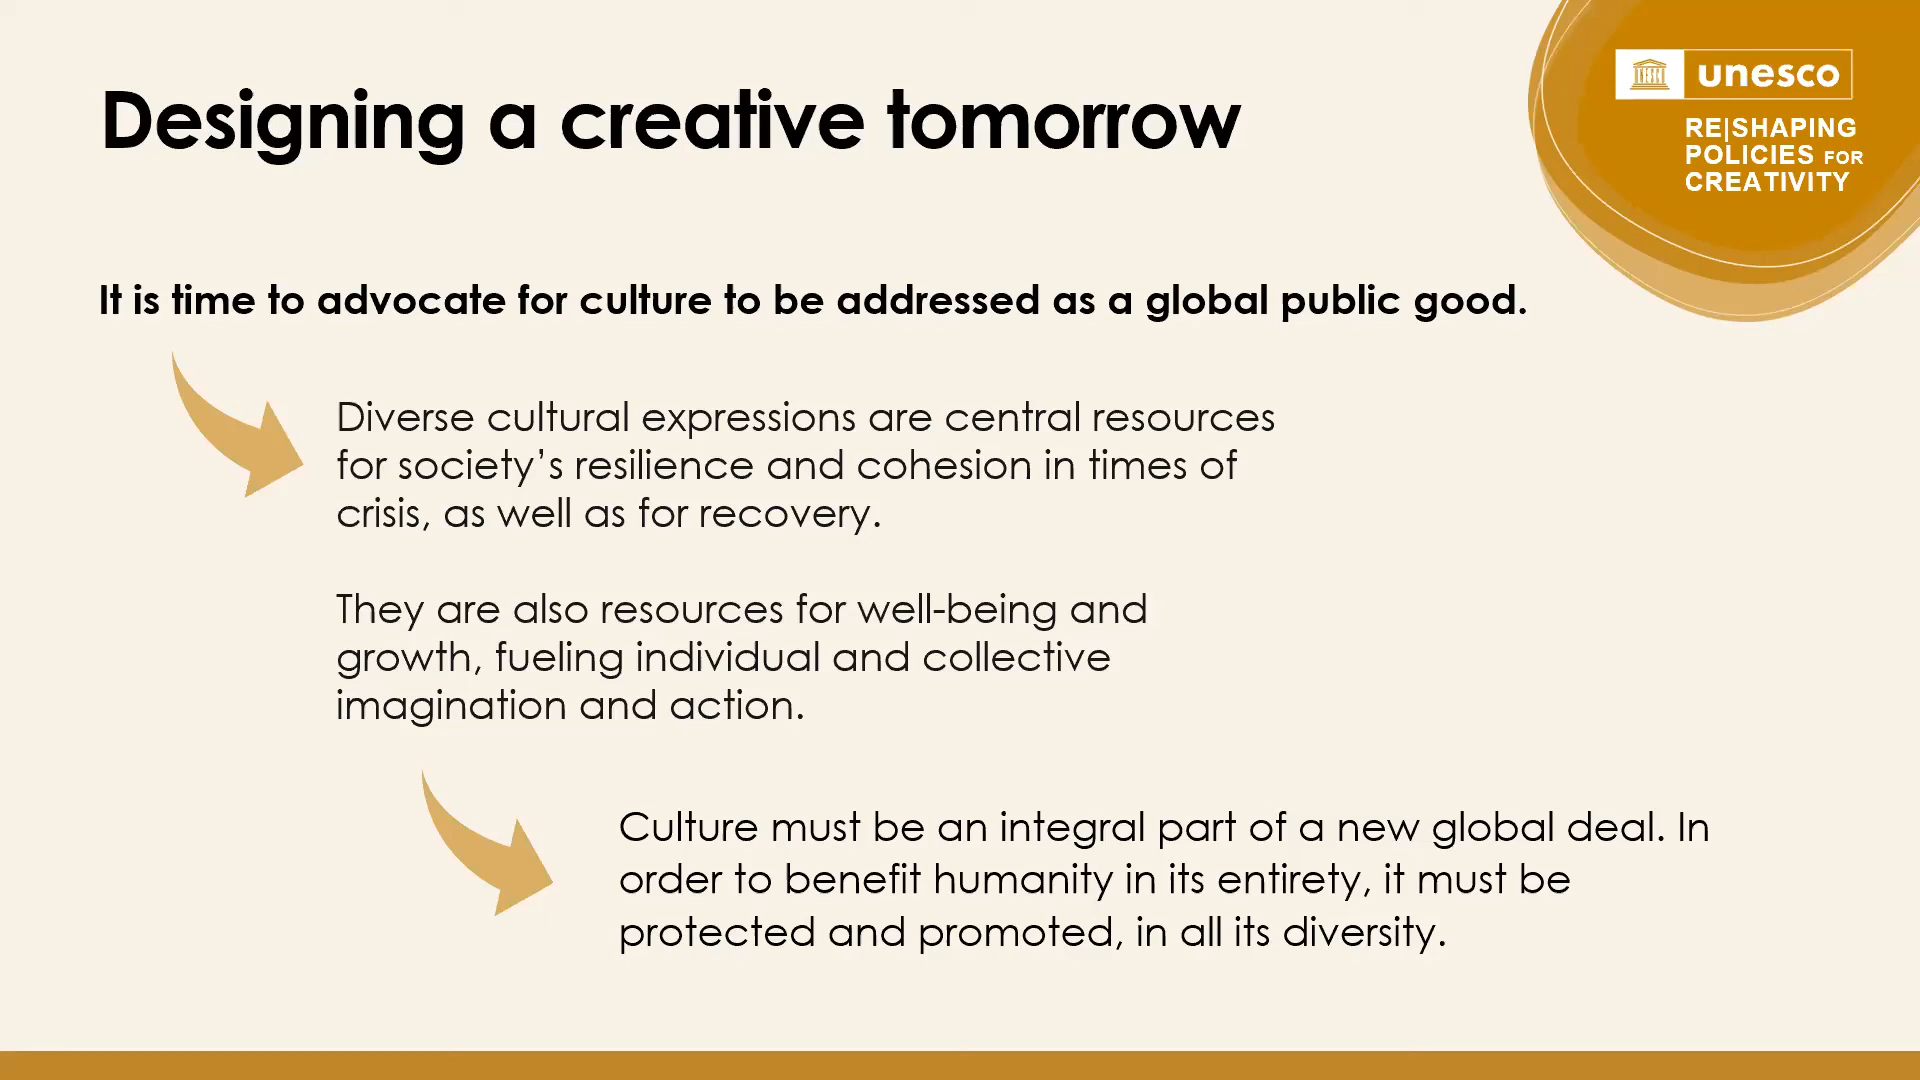 Designing a creative tomorrow
unesco
RE|SHAPING
POLICIES FOR
CREATIVITY
It is time to advocate for culture to be addressed as a global public good.
Diverse cultural expressions are central resources
for society’s resilience and cohesion in times of
crisis, as well as for recovery.
They are also resources for well-being and
growth, fueling individual and collective
imagination and action.
Culture must be an integral part of a new global deal. In
order to benefit humanity in its entirety, it must be
protected and promoted, in all its diversity.